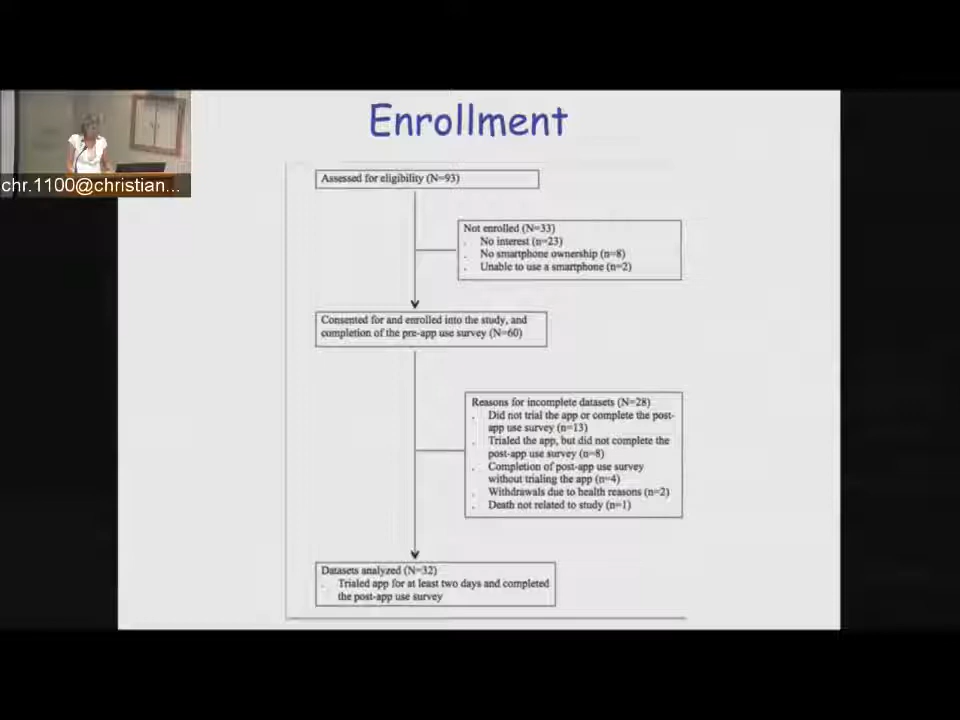 Enrollment
chr.1100@christian...
Assessed for eligibility (N=93)
Not enrolled (N=33)
. No interest (n=23)
. No smartphone ownership (n=8)
. Unable to use a smartphone (n=2)
Consented for and enrolled into the study, and
completion of the pre-app use survey (N=60)
Reasons for incomplete datasets (N=28)
. Did not trial the app or complete the post-
app use survey (n=13)
. Trialed the app, but did not complete the
post-app use survey (n=8)
. Completion of post-app use survey
without trialing the app (n=4)
. Withdrawals due to health reasons (n=2)
. Death not related to study (n=1)
Datasets analyzed (N=32)
. Trialed app for at least two days and completed
the post-app use survey